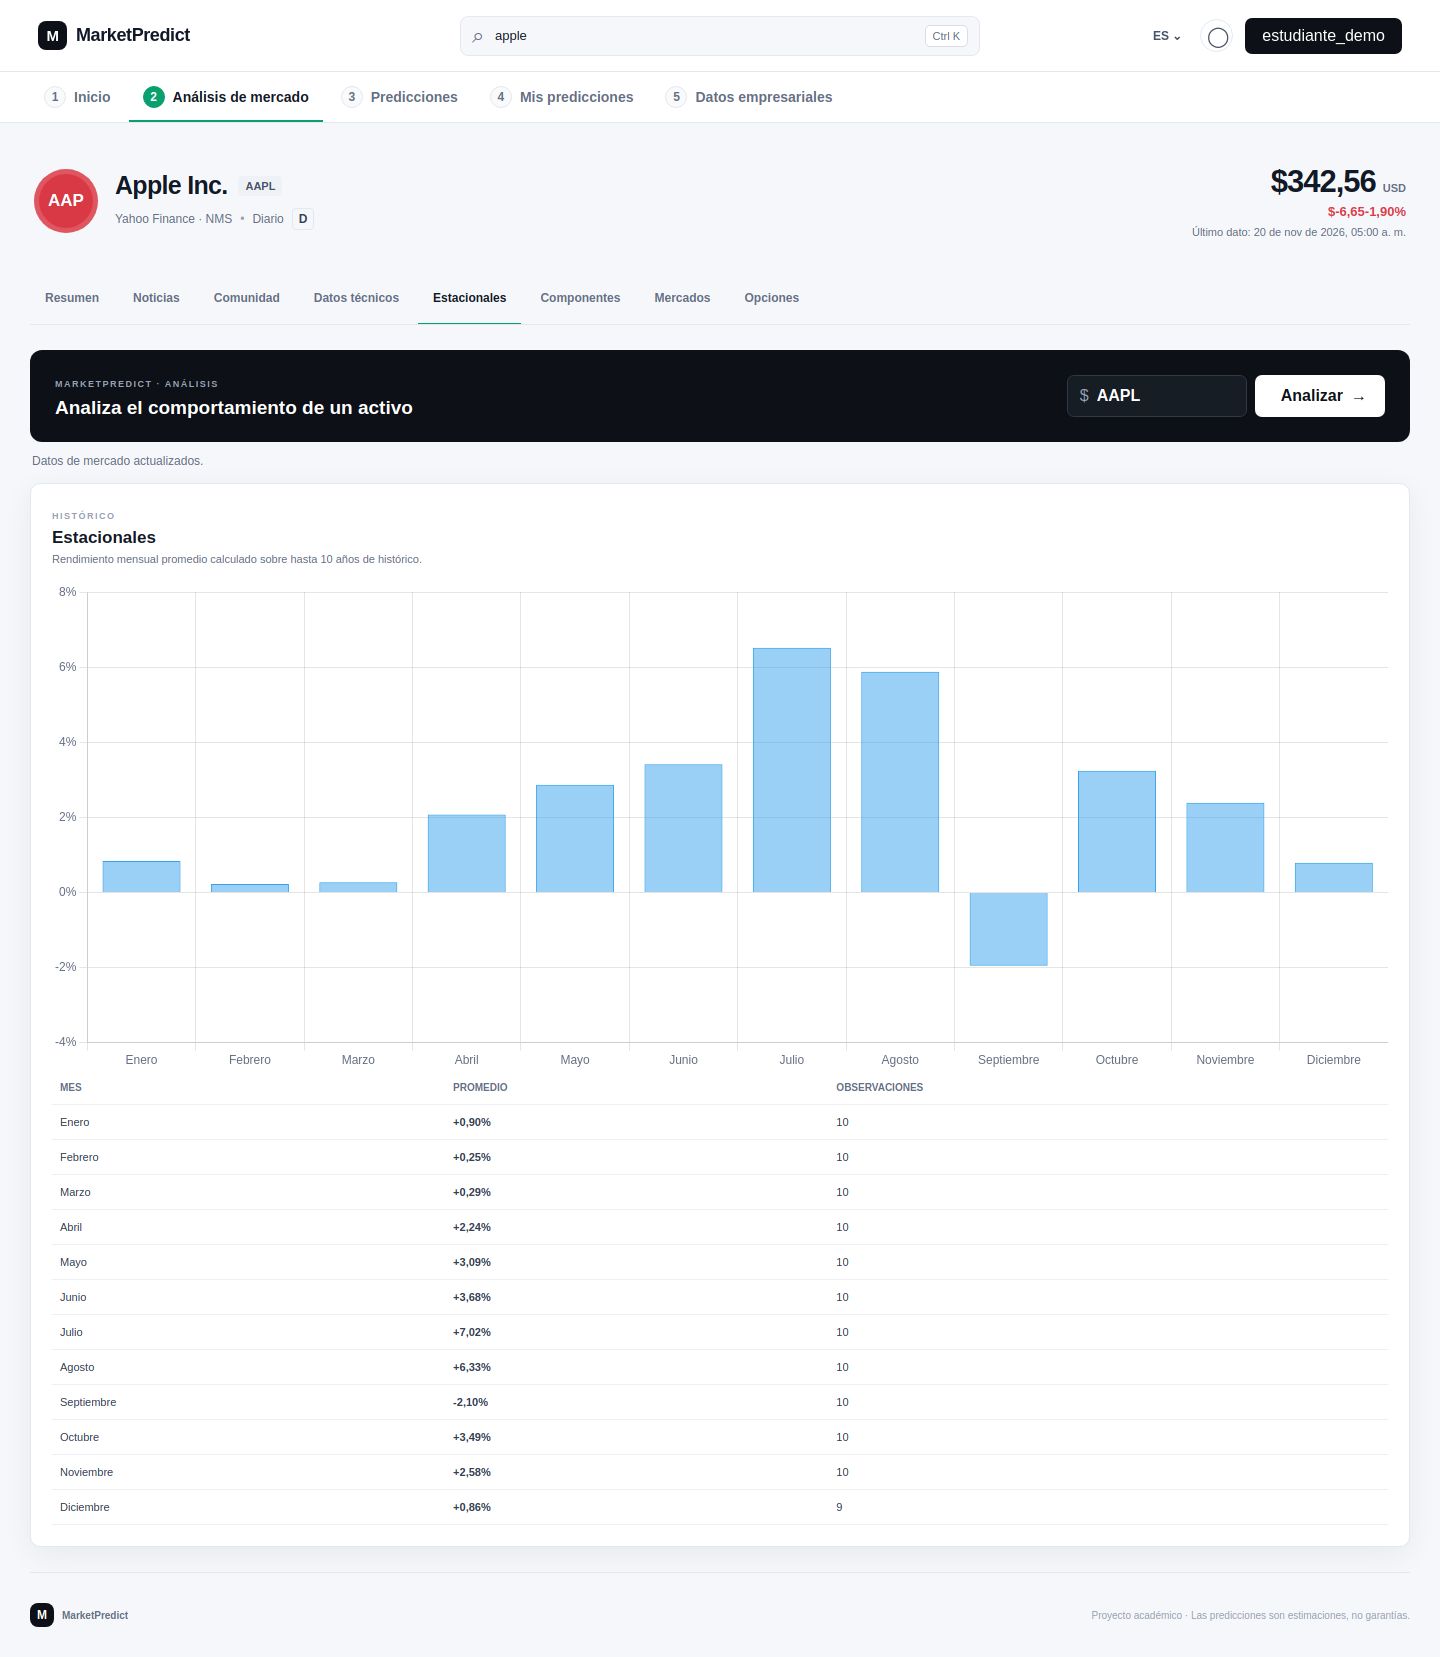 M MarketPredict apple Ctrl K ES estudiante_demo
1 Inicio 2 Análisis de mercado 3 Predicciones 4 Mis predicciones 5 Datos empresariales
AAP Apple Inc. AAPL
Yahoo Finance · NMS • Diario D
$342,56 USD
$-6,65-1,90%
Último dato: 20 de nov de 2026, 05:00 a. m.
Resumen Noticias Comunidad Datos técnicos Estacionales Componentes Mercados Opciones
MARKETPREDICT · ANÁLISIS
Analiza el comportamiento de un activo
$ AAPL Analizar →
Datos de mercado actualizados.
HISTÓRICO
Estacionales
Rendimiento mensual promedio calculado sobre hasta 10 años de histórico.
8%
6%
4%
2%
0%
-2%
-4%
Enero Febrero Marzo Abril Mayo Junio Julio Agosto Septiembre Octubre Noviembre Diciembre
MES PROMEDIO OBSERVACIONES
Enero +0,90% 10
Febrero +0,25% 10
Marzo +0,29% 10
Abril +2,24% 10
Mayo +3,09% 10
Junio +3,68% 10
Julio +7,02% 10
Agosto +6,33% 10
Septiembre -2,10% 10
Octubre +3,49% 10
Noviembre +2,58% 10
Diciembre +0,86% 9
M MarketPredict
Proyecto académico · Las predicciones son estimaciones, no garantías.